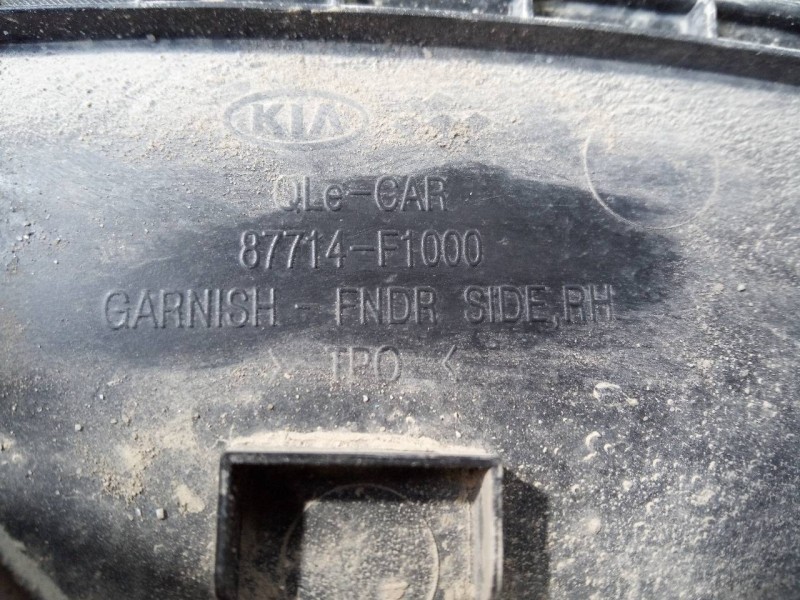 KIA
QLe-CAR
87714-F1000
GARNISH - FNDR SIDE,RH
> TPO <